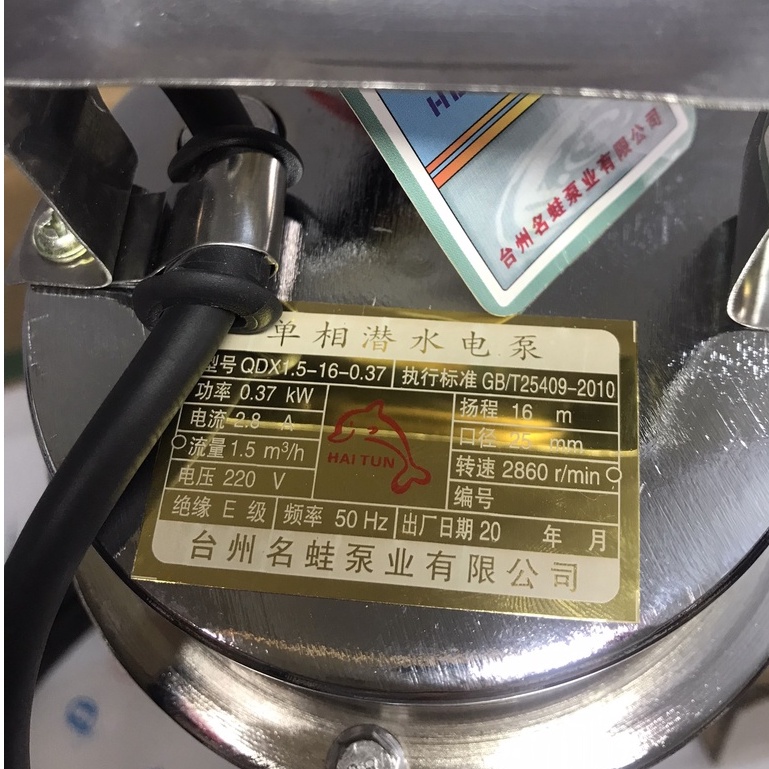 台州名蛙泵业有限公司
单相潜水电泵
型号 QDX1.5-16-0.37 执行标准 GB/T25409-2010
功率 0.37 kW 扬程 16 m
电流 2.8 A 口径 25 mm
流量 1.5 m³/h HAITUN 转速 2860 r/min
电压 220 V 编号
绝缘 E 级 频率 50 Hz 出厂日期 20 年 月
台州名蛙泵业有限公司